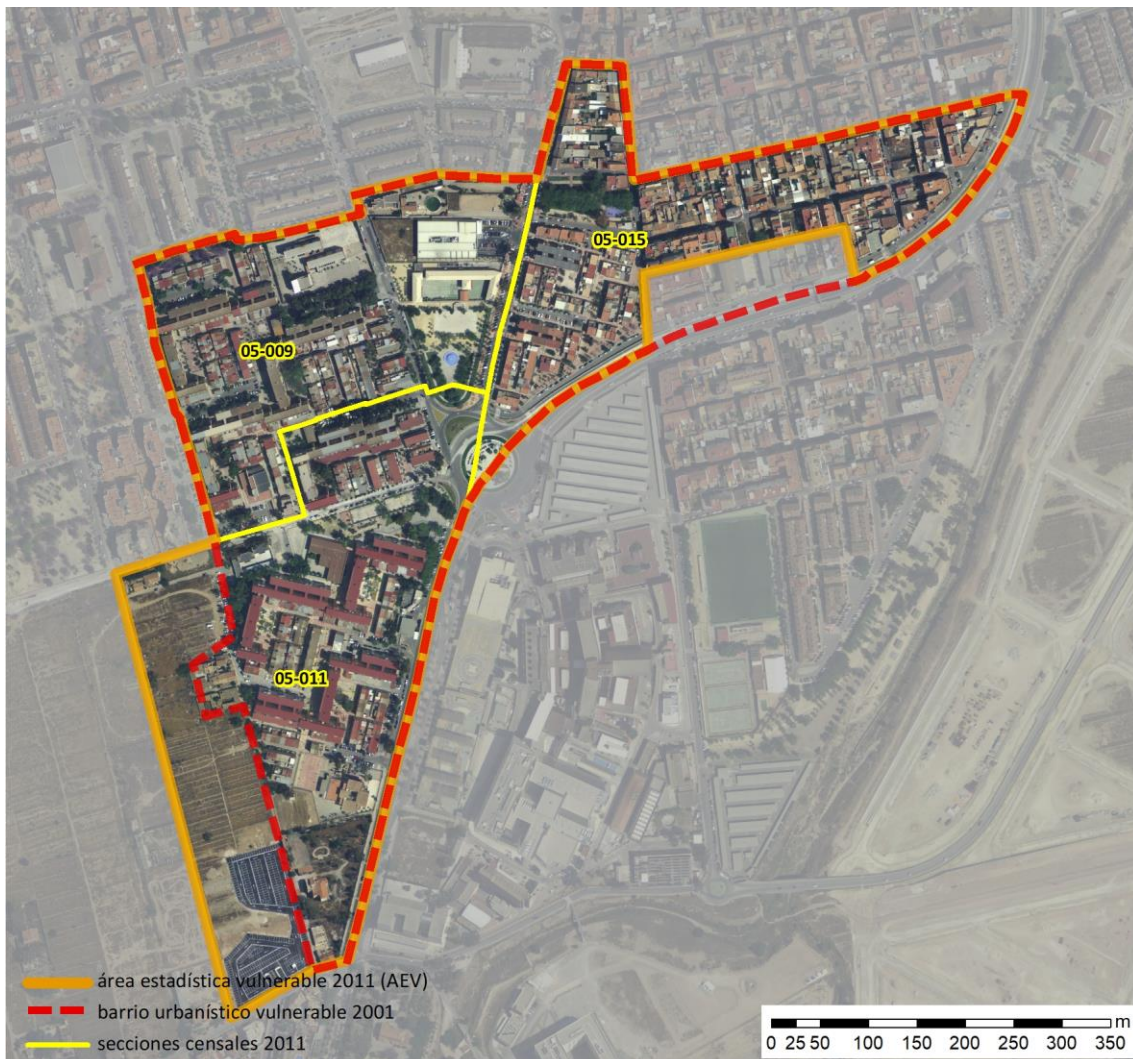 05-015
05-009
05-011
área estadística vulnerable 2011 (AEV)
barrio urbanístico vulnerable 2001
secciones censales 2011
m
0 25 50 100 150 200 250 300 350